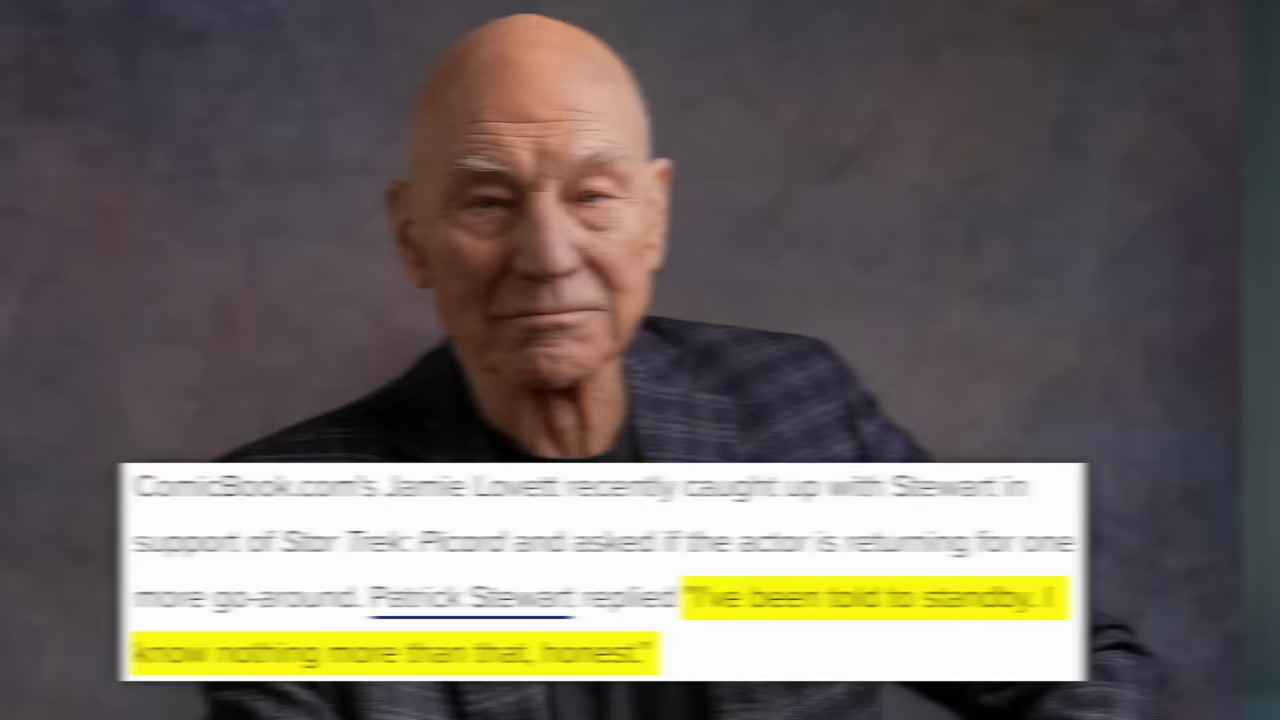 ComicBook.com's Jamie Lovett recently caught up with Stewart in
support of Star Trek: Picard and asked if the actor is returning for one
more go-around. Patrick Stewart replied "I've been told to standby. I
know nothing more than that, honest."